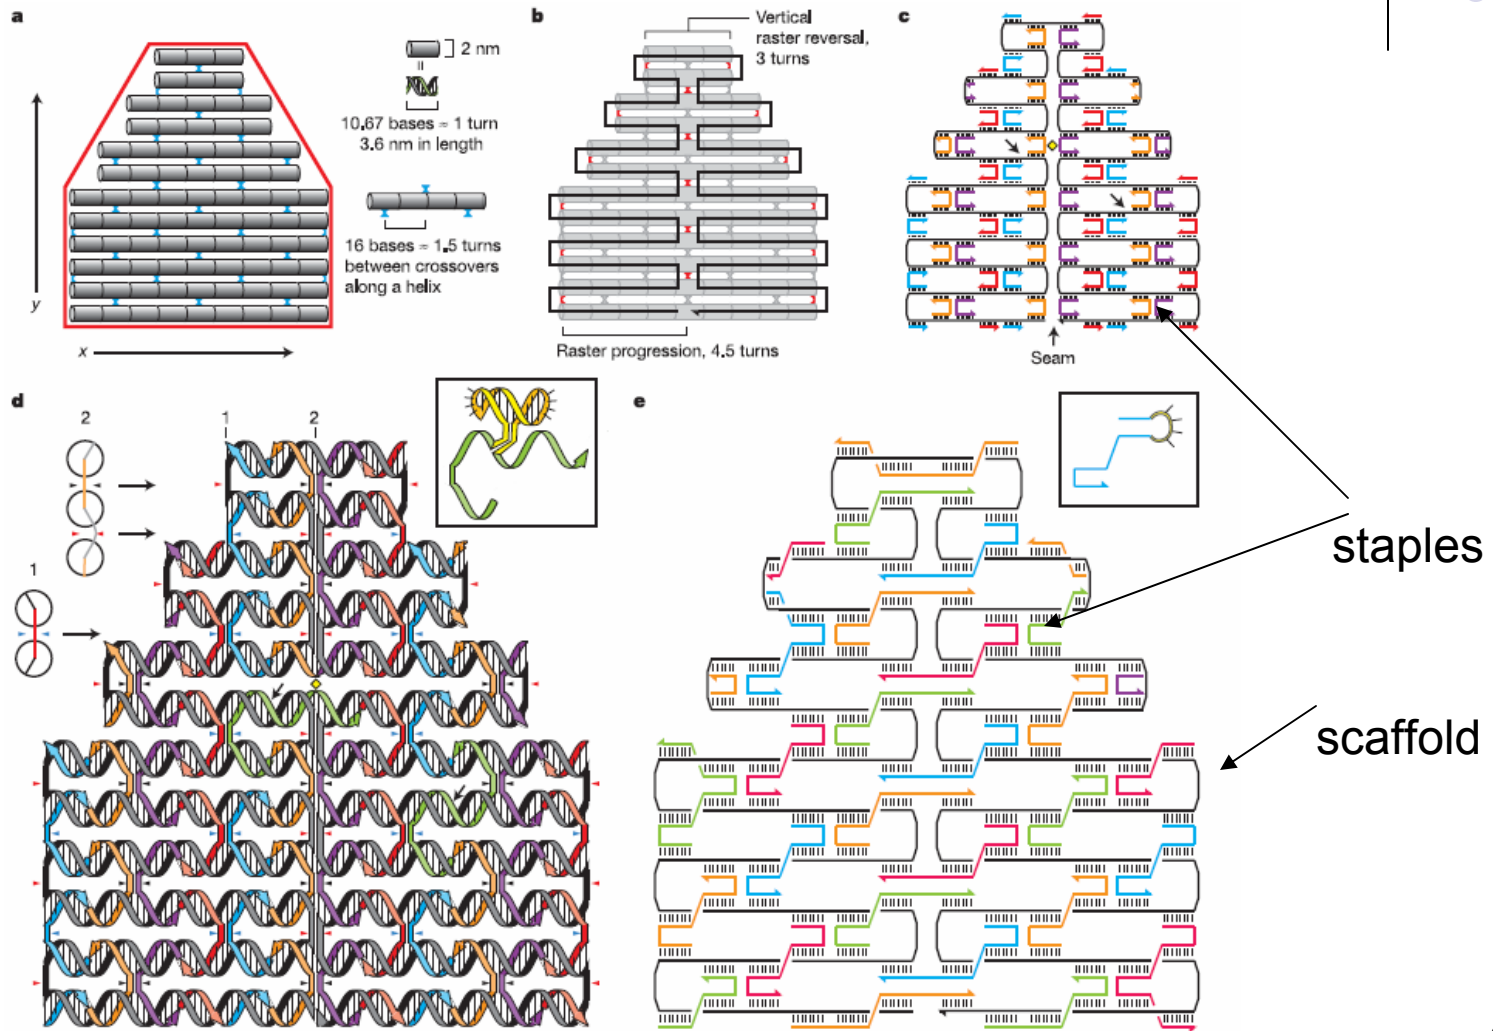 a
2 nm
=
10.67 bases ≈ 1 turn
3.6 nm in length
16 bases ≈ 1.5 turns
between crossovers
along a helix
y
x
b
Vertical
raster reversal,
3 turns
Raster progression, 4.5 turns
c
Seam
d
2
1
1
2
e
staples
scaffold